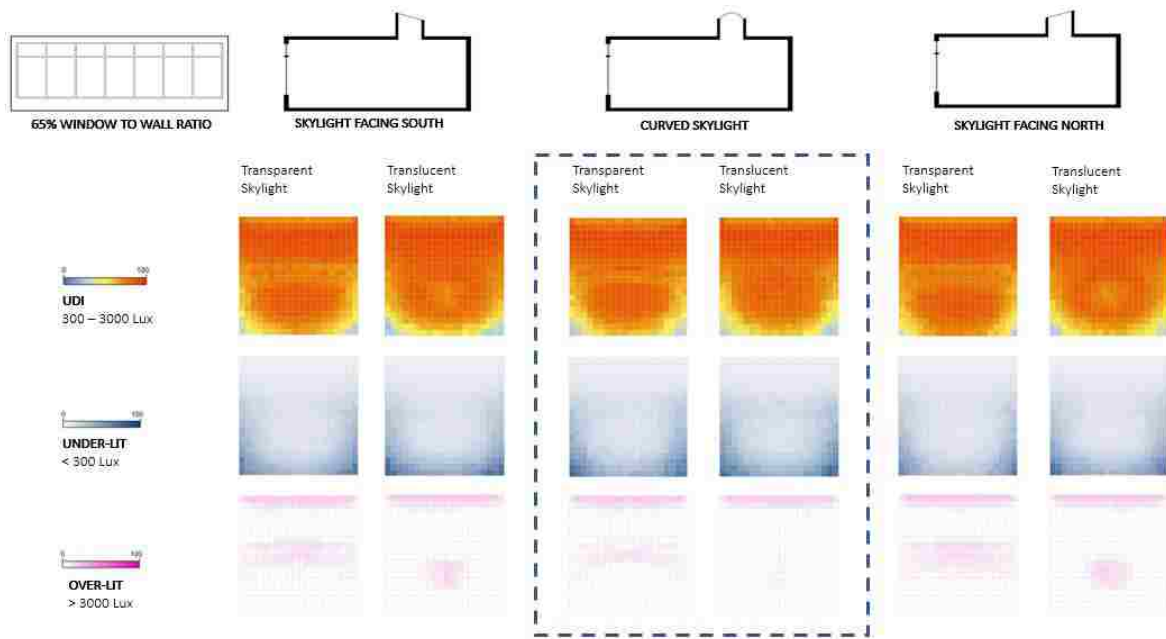 65% WINDOW TO WALL RATIO
SKYLIGHT FACING SOUTH
CURVED SKYLIGHT
SKYLIGHT FACING NORTH
Transparent
Skylight
Translucent
Skylight
Transparent
Skylight
Translucent
Skylight
Transparent
Skylight
Translucent
Skylight
0 100
UDI
300 – 3000 Lux
0 100
UNDER-LIT
< 300 Lux
0 100
OVER-LIT
> 3000 Lux